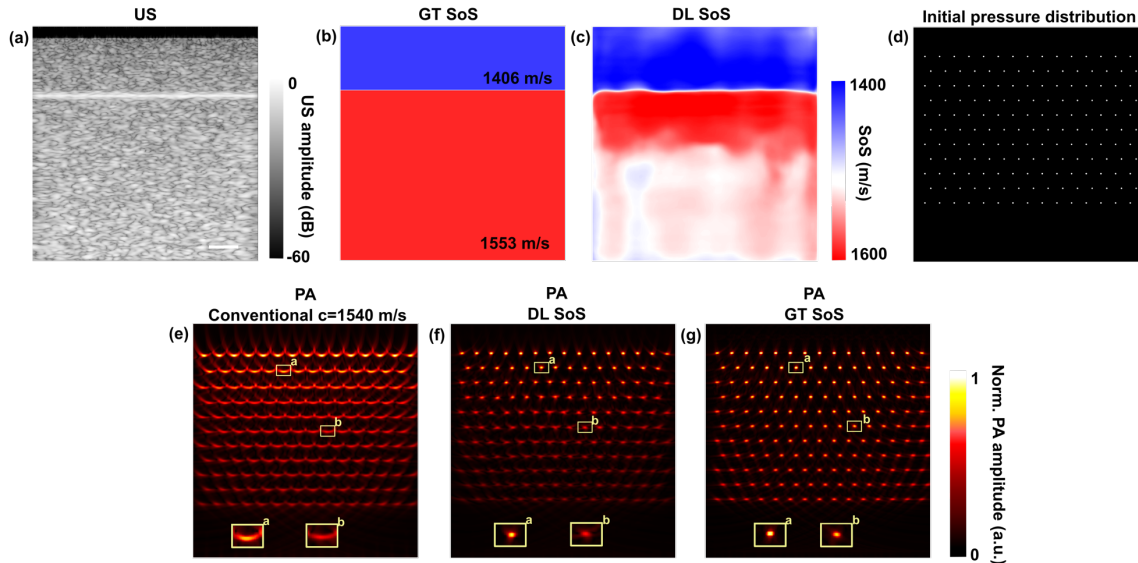 US
GT SoS
DL SoS
Initial pressure distribution
(a)
(b)
(c)
(d)
0
US amplitude (dB)
-60
1406 m/s
1553 m/s
1400
SoS (m/s)
1600
PA
Conventional c=1540 m/s
PA
DL SoS
PA
GT SoS
(e)
(f)
(g)
a
b
a
b
a
b
a
b
a
b
a
b
1
Norm. PA amplitude (a.u.)
0